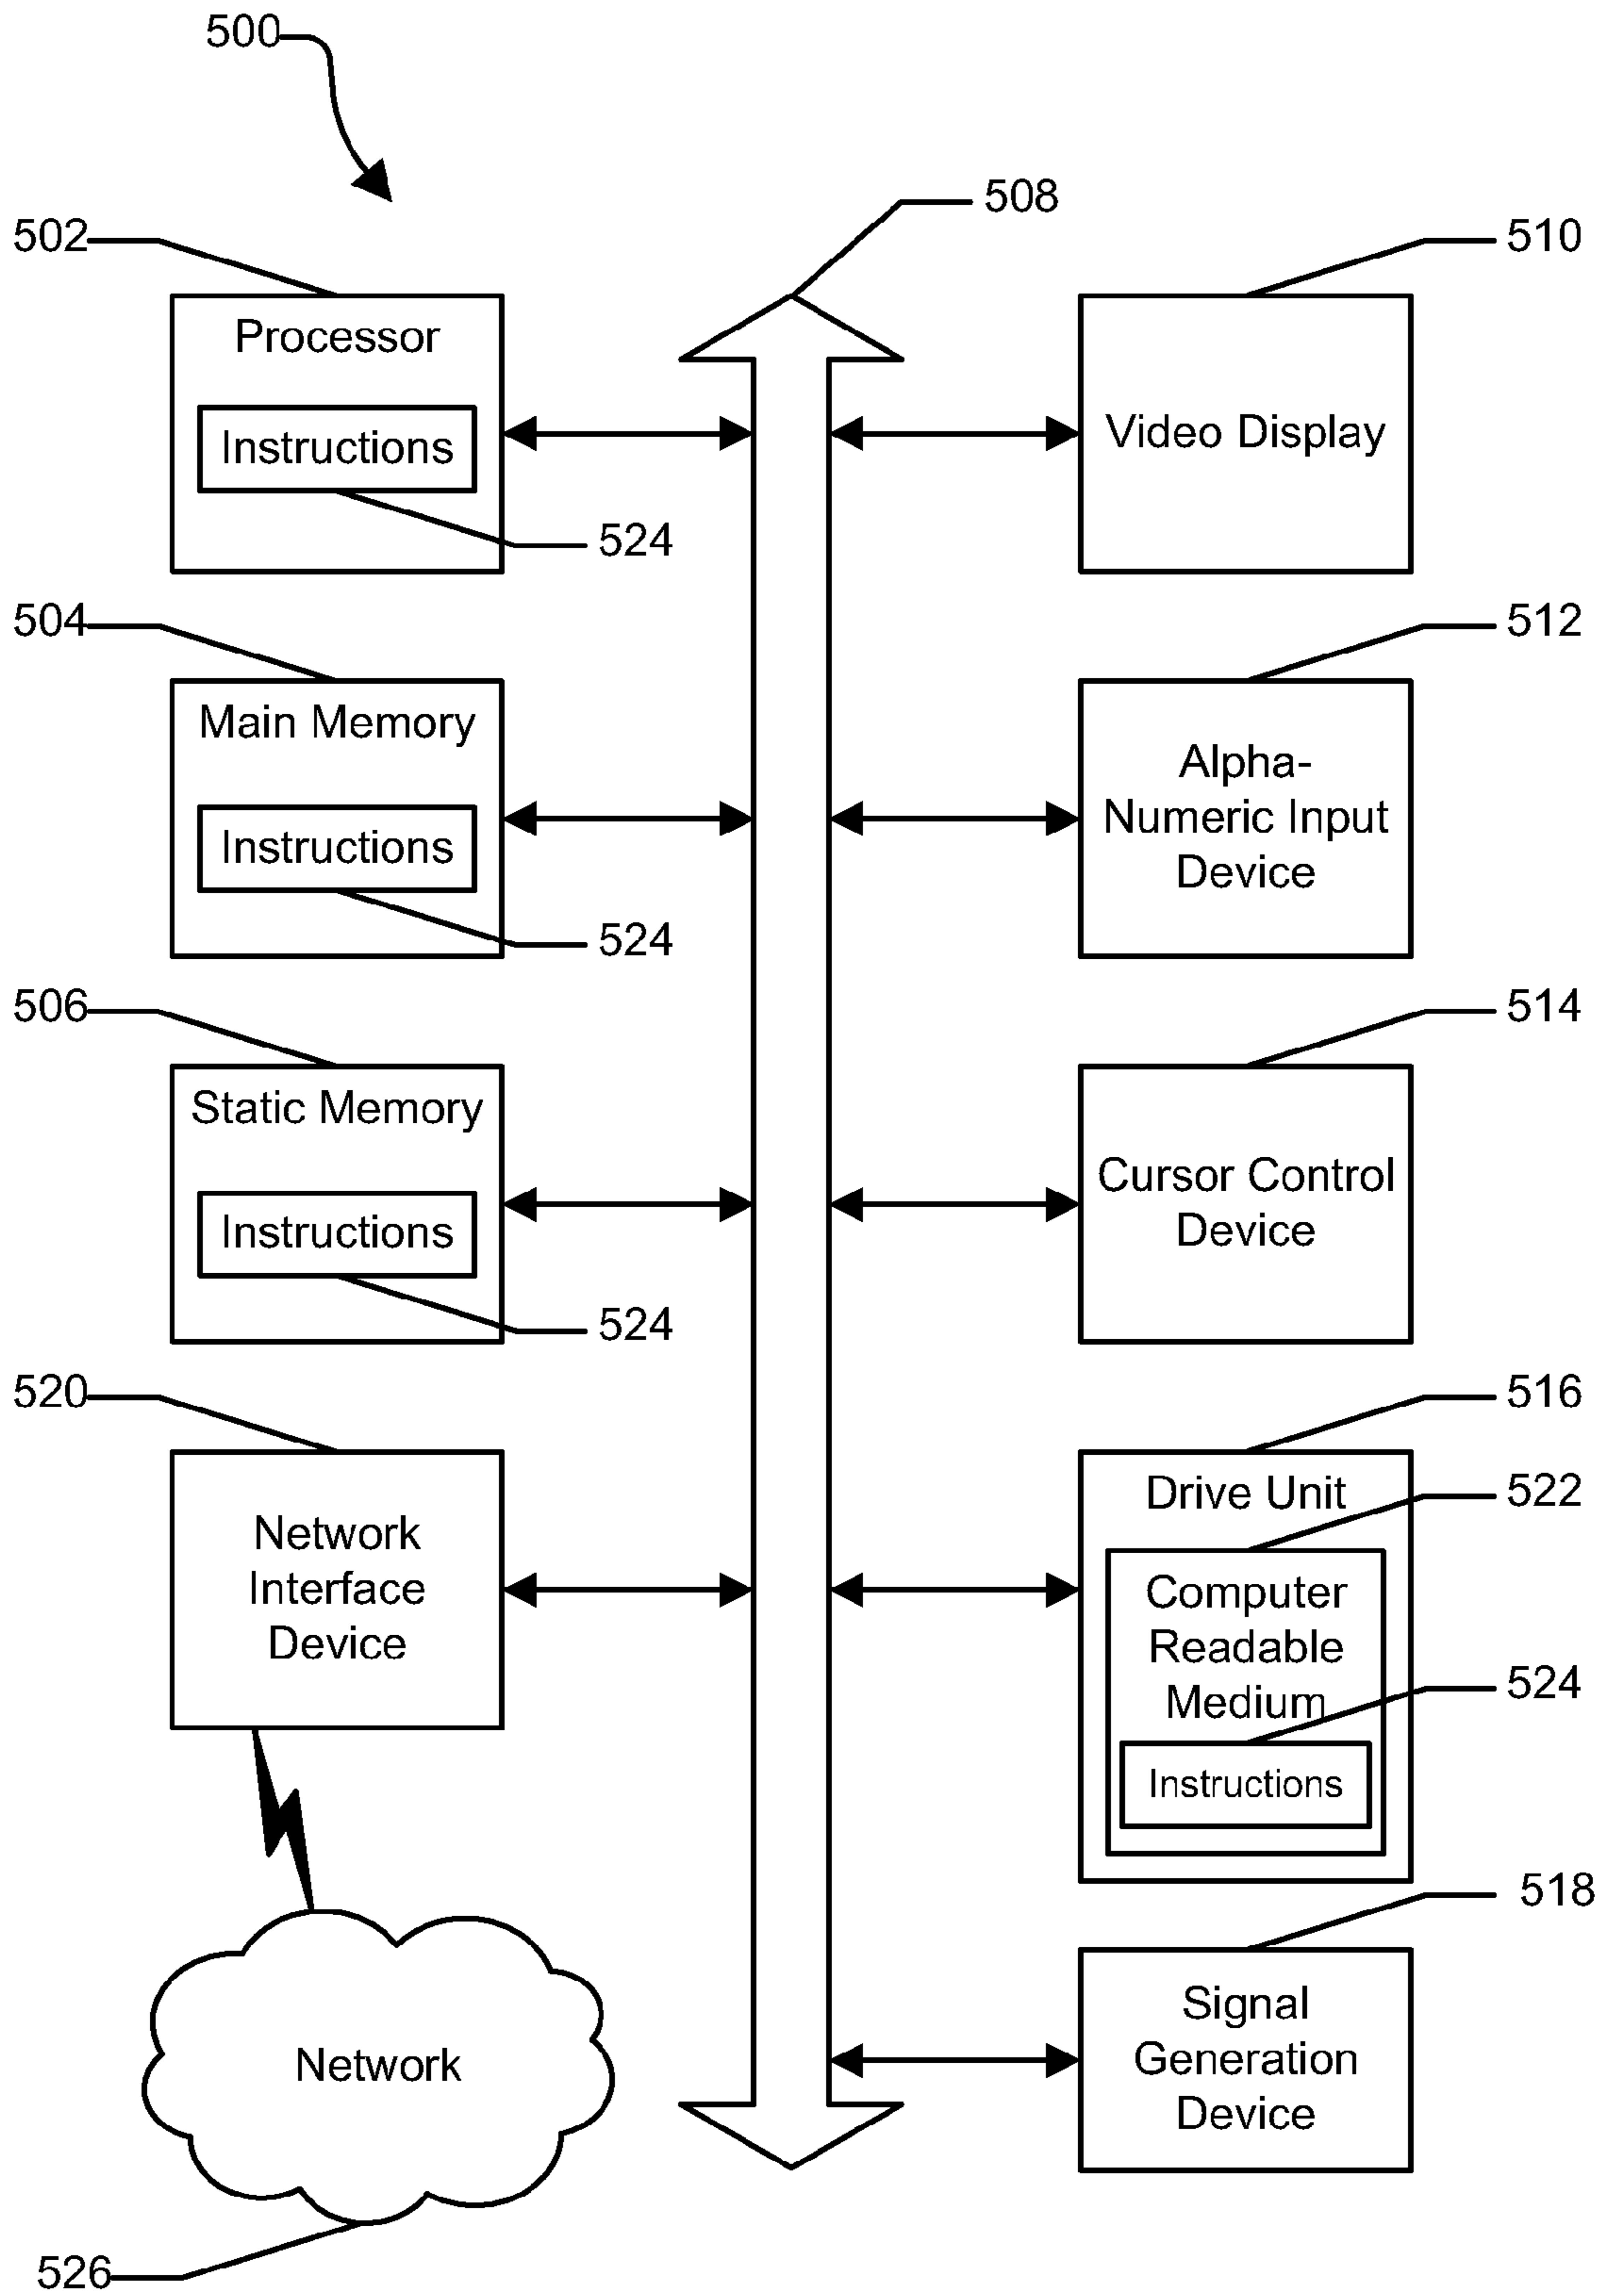 500
508
502
Processor
Instructions
524
510
Video Display
504
Main Memory
Instructions
524
512
Alpha-
Numeric Input
Device
506
Static Memory
Instructions
524
514
Cursor Control
Device
520
Network
Interface
Device
516
Drive Unit
522
Computer
Readable
Medium
524
Instructions
518
Signal
Generation
Device
Network
526